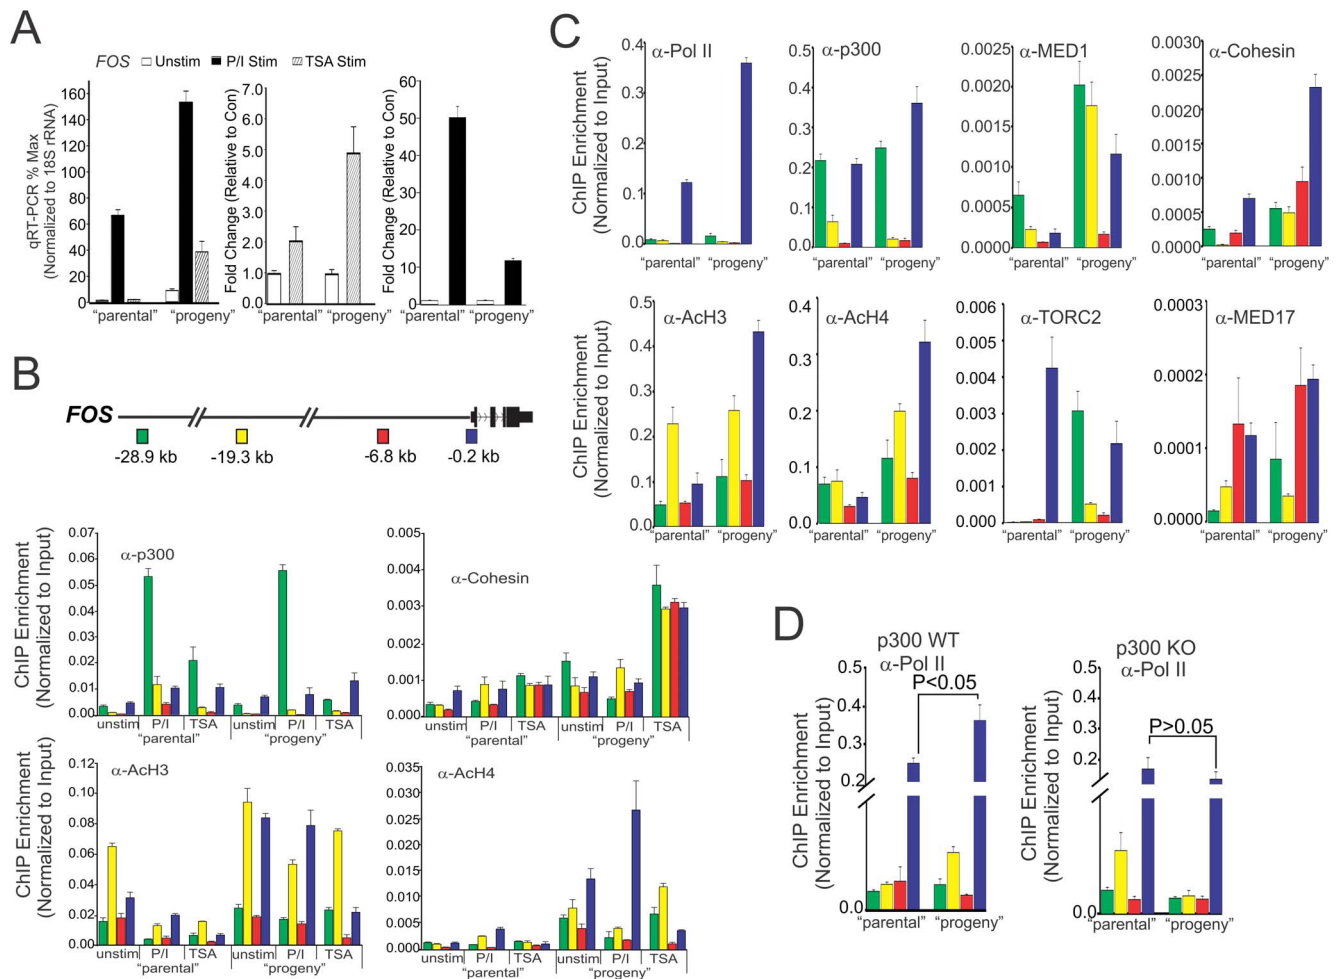 A
FOS Unstim P/I Stim TSA Stim
qRT-PCR % Max
(Normalized to 18S rRNA)
160
140
120
100
80
60
40
20
0
"parental" "progeny"
Fold Change (Relative to Con)
7.0
6.0
5.0
4.0
3.0
2.0
1.0
0.0
"parental" "progeny"
Fold Change (Relative to Con)
60
50
40
30
20
10
0
"parental" "progeny"
B
FOS
-28.9 kb -19.3 kb -6.8 kb -0.2 kb
ChIP Enrichment
(Normalized to Input)
α-p300
0.07
0.06
0.05
0.04
0.03
0.02
0.01
0.00
unstim P/I TSA unstim P/I TSA
"parental" "progeny"
α-Cohesin
0.005
0.004
0.003
0.002
0.001
0.000
unstim P/I TSA unstim P/I TSA
"parental" "progeny"
ChIP Enrichment
(Normalized to Input)
α-AcH3
0.12
0.10
0.08
0.06
0.04
0.02
0.00
unstim P/I TSA unstim P/I TSA
"parental" "progeny"
α-AcH4
0.035
0.030
0.025
0.020
0.015
0.010
0.005
0.000
unstim P/I TSA unstim P/I TSA
"parental" "progeny"
C
ChIP Enrichment
(Normalized to Input)
α-Pol II
0.4
0.3
0.2
0.1
0.0
"parental" "progeny"
α-p300
0.5
0.4
0.3
0.2
0.1
0.0
"parental" "progeny"
α-MED1
0.0025
0.0020
0.0015
0.0010
0.0005
0.0000
"parental" "progeny"
α-Cohesin
0.0030
0.0025
0.0020
0.0015
0.0010
0.0005
0.0000
"parental" "progeny"
ChIP Enrichment
(Normalized to Input)
α-AcH3
0.5
0.4
0.3
0.2
0.1
0.0
"parental" "progeny"
α-AcH4
0.4
0.3
0.2
0.1
0.0
"parental" "progeny"
α-TORC2
0.006
0.005
0.004
0.003
0.002
0.001
0.000
"parental" "progeny"
α-MED17
0.0003
0.0002
0.0001
0.0000
"parental" "progeny"
D
ChIP Enrichment
(Normalized to Input)
p300 WT
α-Pol II
P<0.05
0.5
0.4
0.3
0.2
0.0
"parental" "progeny"
ChIP Enrichment
(Normalized to Input)
p300 KO
α-Pol II
P>0.05
0.5
0.4
0.3
0.2
0.0
"parental" "progeny"